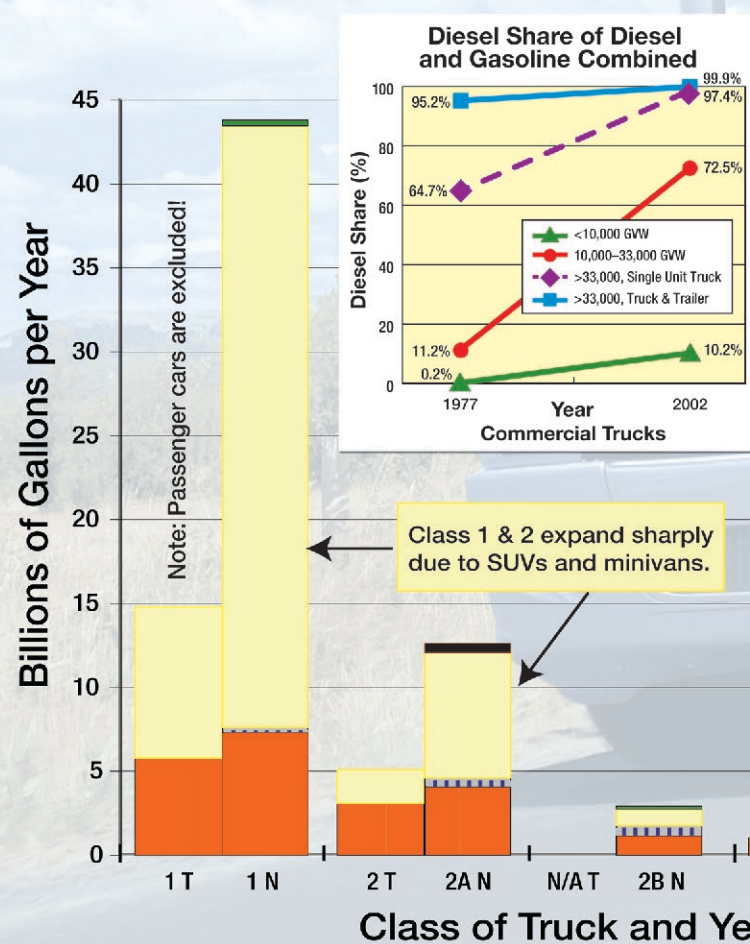 Diesel Share of Diesel
and Gasoline Combined
Diesel Share (%)
100
80
60
40
20
0
95.2%
64.7%
11.2%
0.2%
99.9%
97.4%
72.5%
10.2%
<10,000 GVW
10,000–33,000 GVW
>33,000, Single Unit Truck
>33,000, Truck & Trailer
1977
Year
2002
Commercial Trucks
Billions of Gallons per Year
45
40
35
30
25
20
15
10
5
0
Note: Passenger cars are excluded!
Class 1 & 2 expand sharply
due to SUVs and minivans.
1 T
1 N
2 T
2A N
N/A T
2B N
Class of Truck and Ye